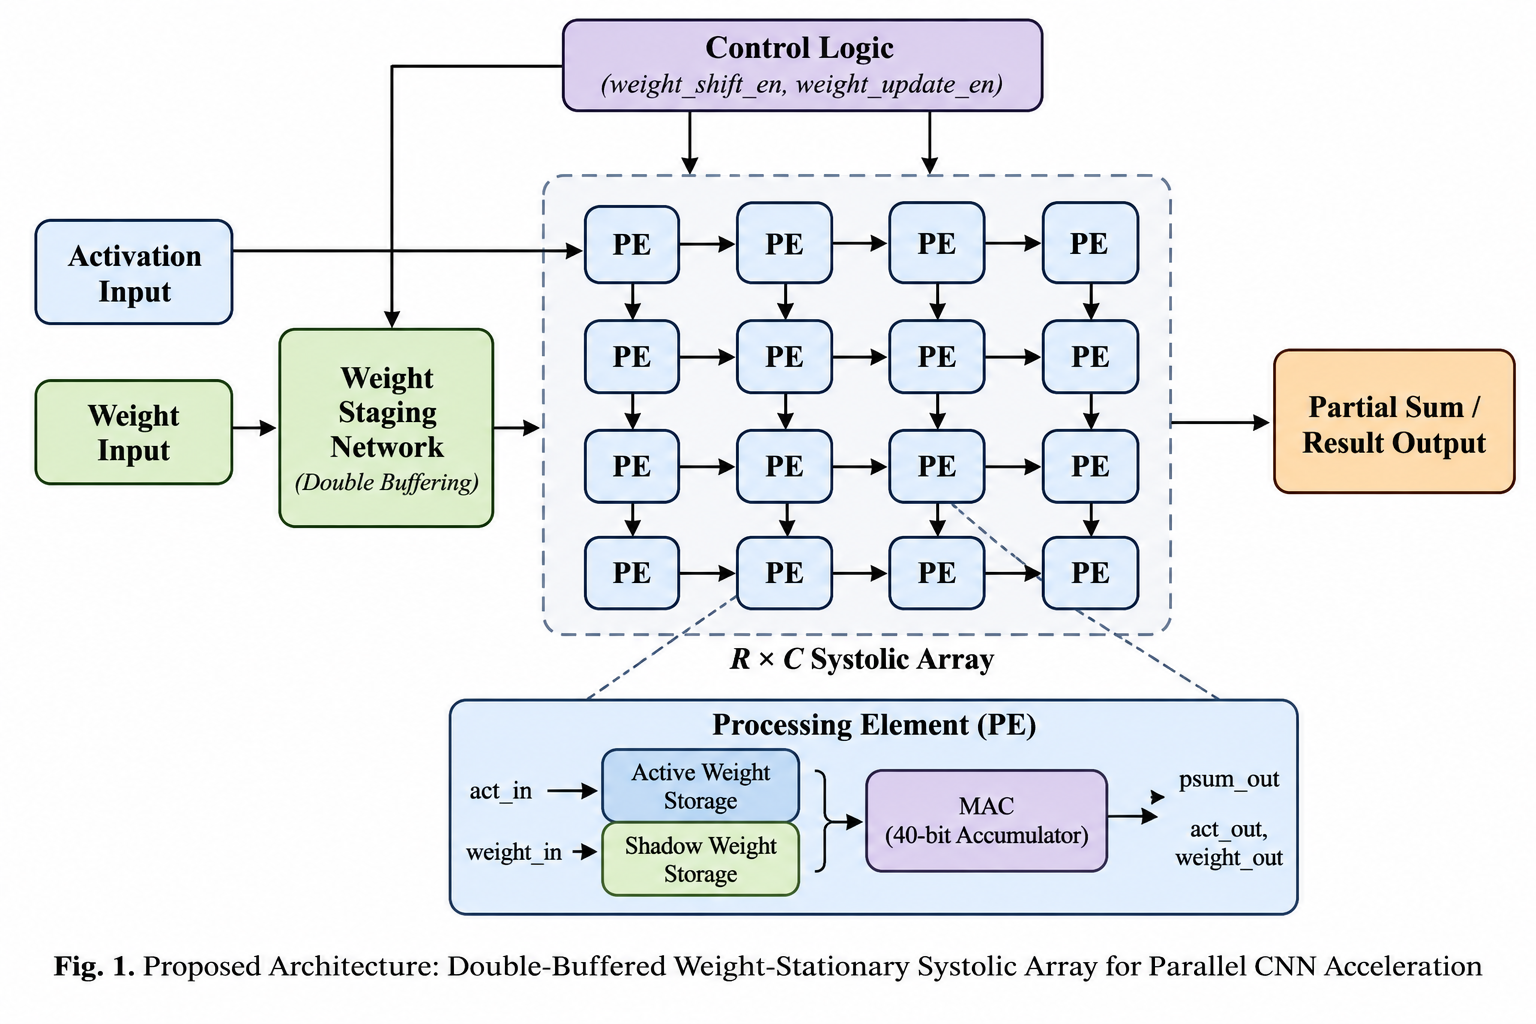 Control Logic
(weight_shift_en, weight_update_en)
Activation
Input
Weight
Input
Weight
Staging
Network
(Double Buffering)
PE PE PE PE
PE PE PE PE
PE PE PE PE
PE PE PE PE
Partial Sum /
Result Output
R × C Systolic Array
Processing Element (PE)
act_in
weight_in
Active Weight
Storage
Shadow Weight
Storage
MAC
(40-bit Accumulator)
psum_out
act_out,
weight_out
Fig. 1. Proposed Architecture: Double-Buffered Weight-Stationary Systolic Array for Parallel CNN Acceleration